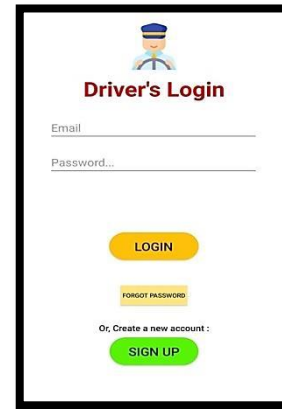 Driver's Login
Email
Password...
LOGIN
FORGOT PASSWORD
Or, Create a new account :
SIGN UP